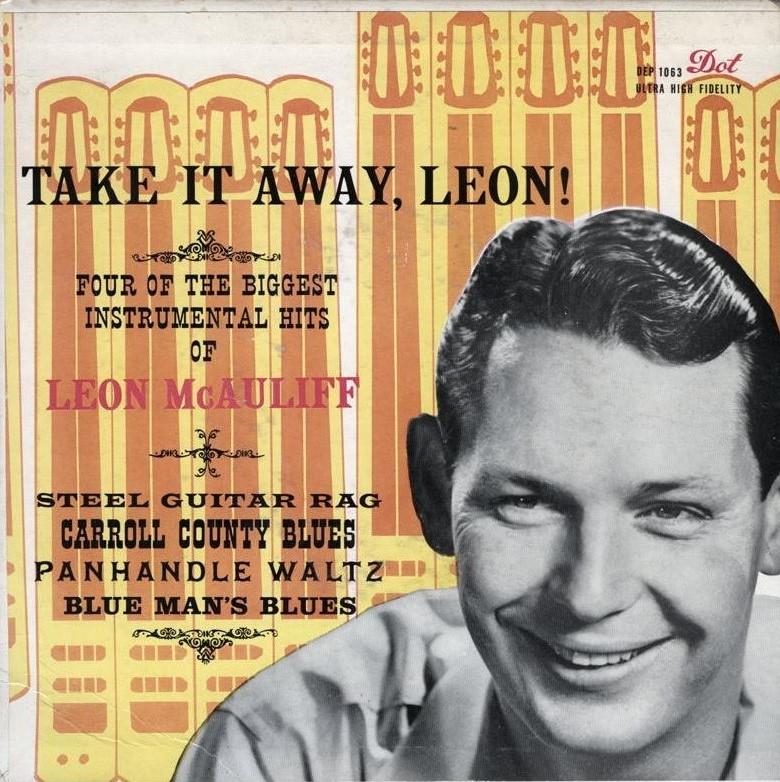 DEP 1063 Dot
ULTRA HIGH FIDELITY
TAKE IT AWAY, LEON!
FOUR OF THE BIGGEST
INSTRUMENTAL HITS
OF
LEON McAULIFF
STEEL GUITAR RAG
CARROLL COUNTY BLUES
PANHANDLE WALTZ
BLUE MAN'S BLUES